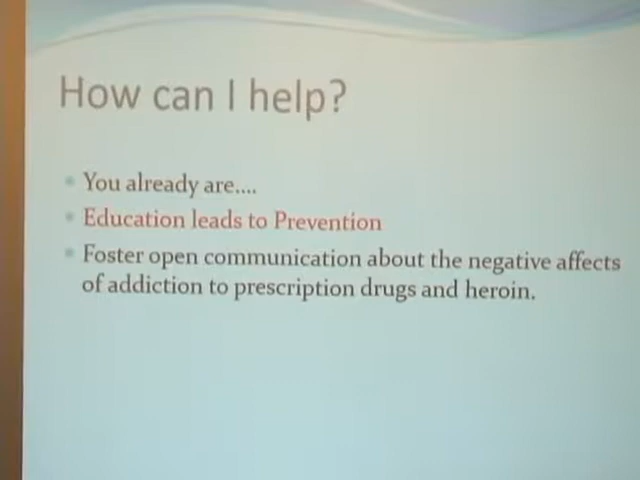 How can I help?
You already are....
Education leads to Prevention
Foster open communication about the negative affects
of addiction to prescription drugs and heroin.